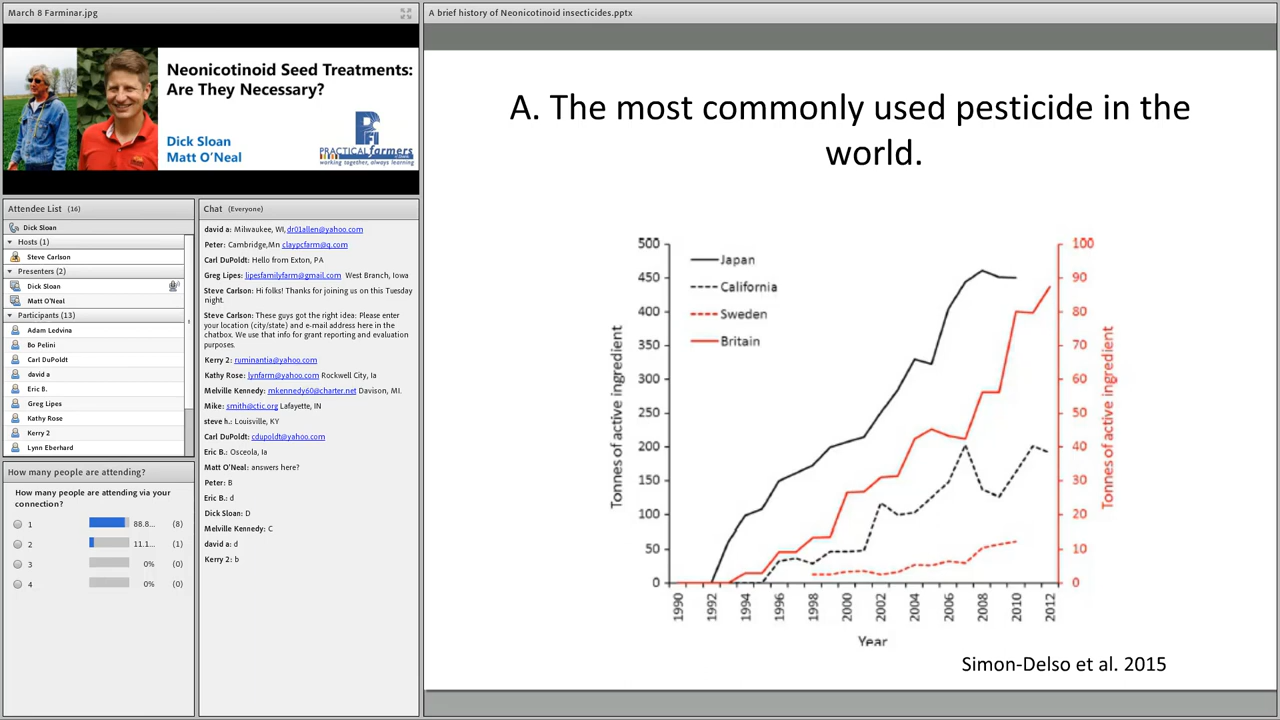 March 8 Farminar.jpg
Neonicotinoid Seed Treatments:
Are They Necessary?
Dick Sloan
Matt O'Neal
PFI
PRACTICAL farmers
working together, always learning
Attendee List (16)
Dick Sloan
Hosts (1)
Steve Carlson
Presenters (2)
Dick Sloan
Matt O'Neal
Participants (13)
Adam Ledvina
Bo Pelini
Carl DuPoldt
david a
Eric B.
Greg Lipes
Kathy Rose
Kerry 2
Lynn Eberhard
Chat (Everyone)
david a: Milwaukee, WI, dr01allen@yahoo.com
Peter: Cambridge,Mn claypcfarm@q.com
Carl DuPoldt: Hello from Exton, PA
Greg Lipes: lipesfamilyfarm@gmail.com West Branch, Iowa
Steve Carlson: Hi folks! Thanks for joining us on this Tuesday
night.
Steve Carlson: These guys got the right idea: Please enter
your location (city/state) and e-mail address here in the
chatbox. We use that info for grant reporting and evaluation
purposes.
Kerry 2: ruminantia@yahoo.com
Kathy Rose: lynfarm@yahoo.com Rockwell City, Ia
Melville Kennedy: mkennedy60@charter.net Davison, MI.
Mike: smith@ctic.org Lafayette, IN
steve h.: Louisville, KY
Carl DuPoldt: cdupoldt@yahoo.com
Eric B.: Osceola, Ia
Matt O'Neal: answers here?
Peter: B
Eric B.: d
Dick Sloan: D
Melville Kennedy: C
david a: d
Kerry 2: b
How many people are attending?
How many people are attending via your
connection?
1 88.8... (8)
2 11.1... (1)
3 0% (0)
4 0% (0)
A brief history of Neonicotinoid insecticides.pptx
A. The most commonly used pesticide in the
world.
Tonnes of active ingredient
500
450
400
350
300
250
200
150
100
50
0
Japan
California
Sweden
Britain
100
90
80
70
60
50
40
30
20
10
0
Tonnes of active ingredient
1990 1992 1994 1996 1998 2000 2002 2004 2006 2008 2010 2012
Year
Simon-Delso et al. 2015